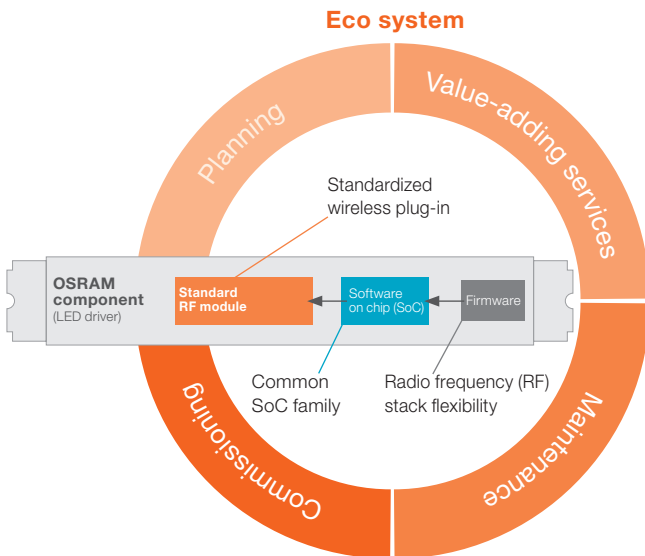 Eco system
Planning
Value-adding services
Standardized
wireless plug-in
OSRAM
component
(LED driver)
Standard
RF module
Software
on chip (SoC)
Firmware
Common
SoC family
Radio frequency (RF)
stack flexibility
Commissioning
Maintenance